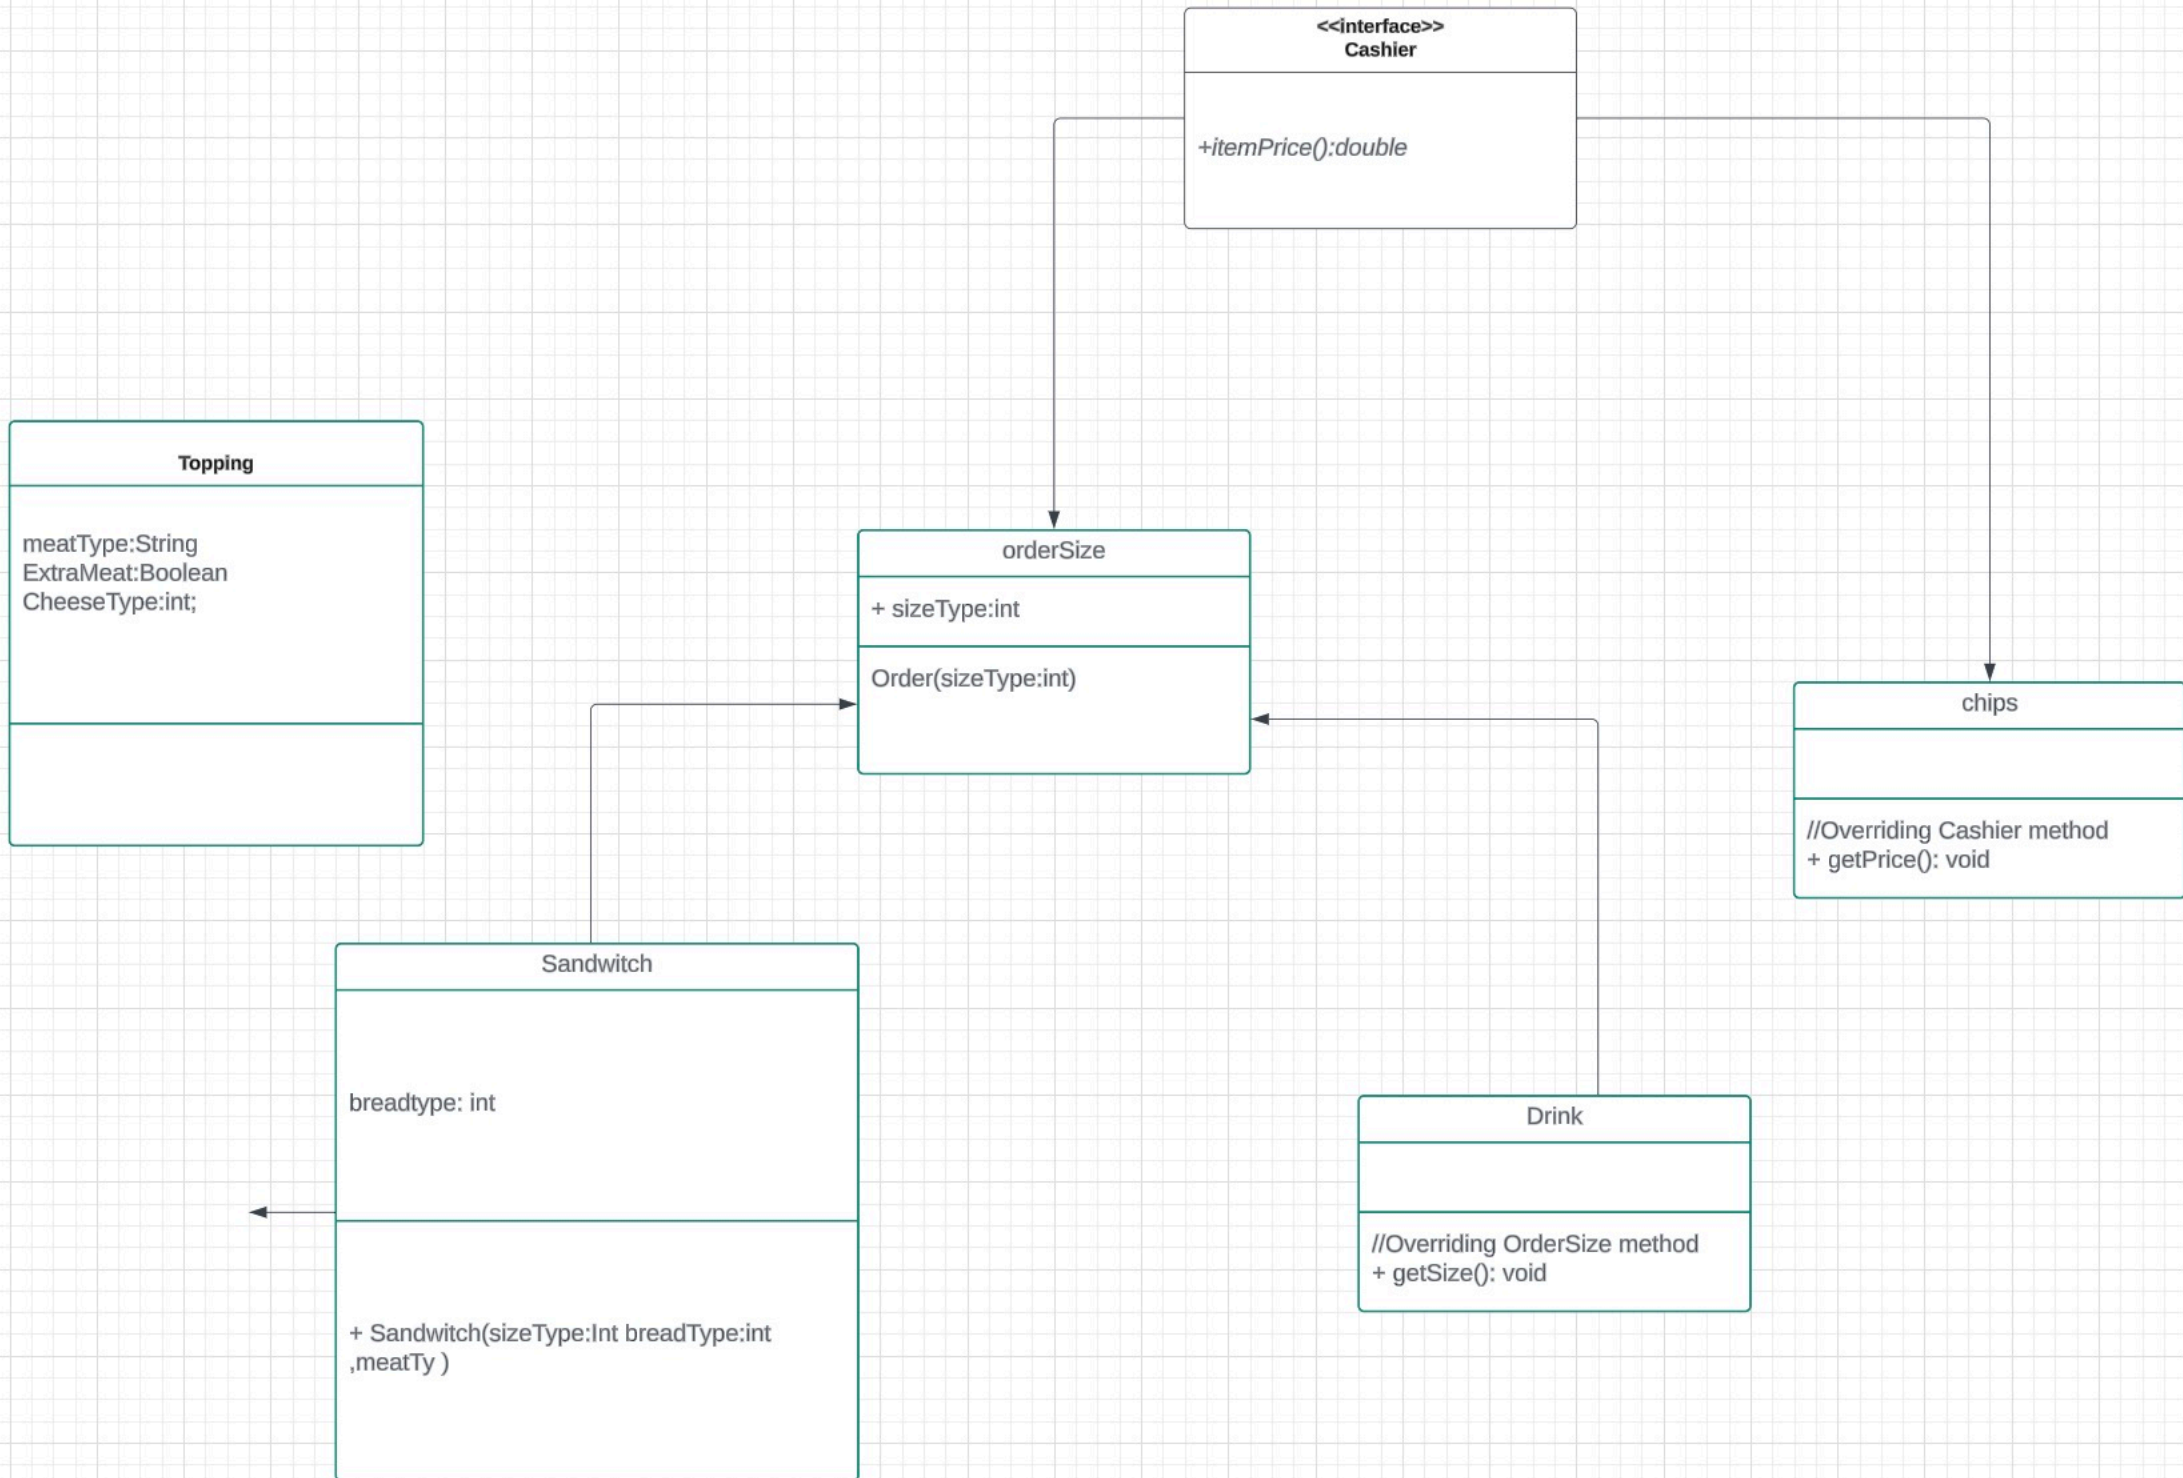 <<interface>>
Cashier
+itemPrice():double
Topping
meatType:String
ExtraMeat:Boolean
CheeseType:int;
orderSize
+ sizeType:int
Order(sizeType:int)
chips
//Overriding Cashier method
+ getPrice(): void
Sandwitch
breadtype: int
+ Sandwitch(sizeType:Int breadType:int
,meatTy )
Drink
//Overriding OrderSize method
+ getSize(): void